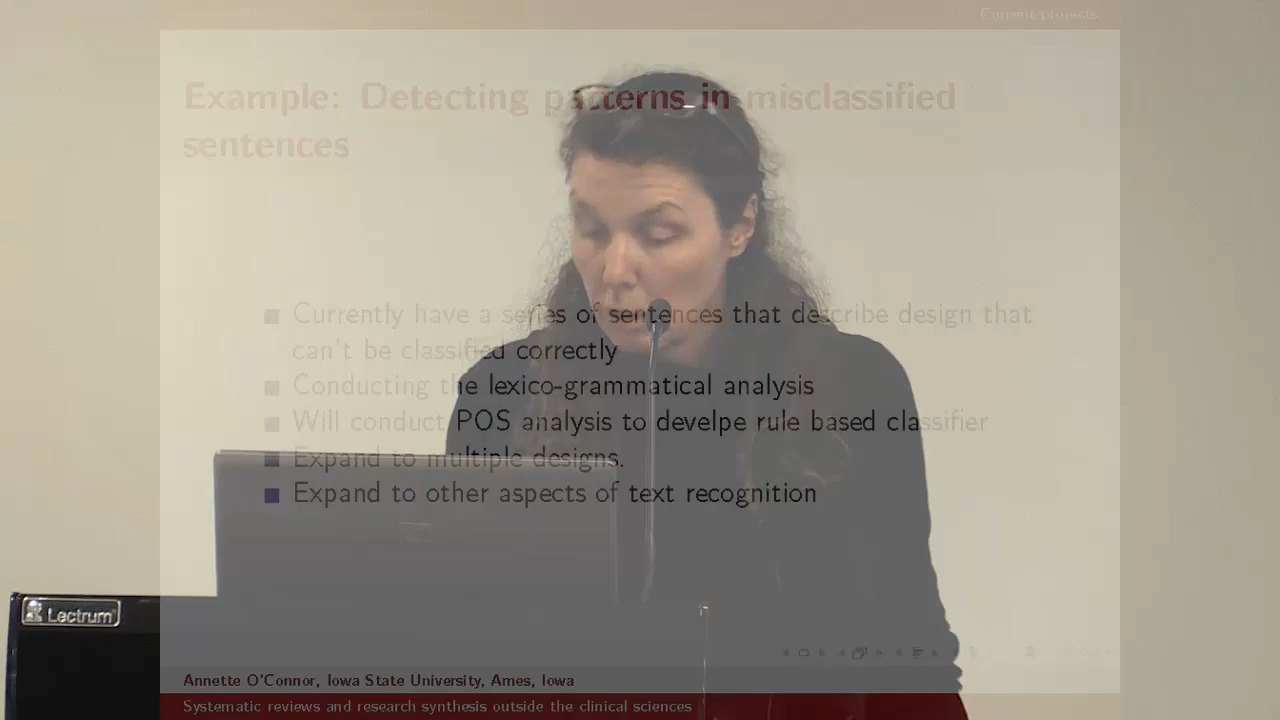 Current projects
Example: Detecting patterns in misclassified
sentences
Currently have a series of sentences that describe design that
can't be classified correctly
Conducting the lexico-grammatical analysis
Will conduct POS analysis to develpe rule based classifier
Expand to multiple designs.
Expand to other aspects of text recognition
Lectrum
Annette O'Connor, Iowa State University, Ames, Iowa
Systematic reviews and research synthesis outside the clinical sciences